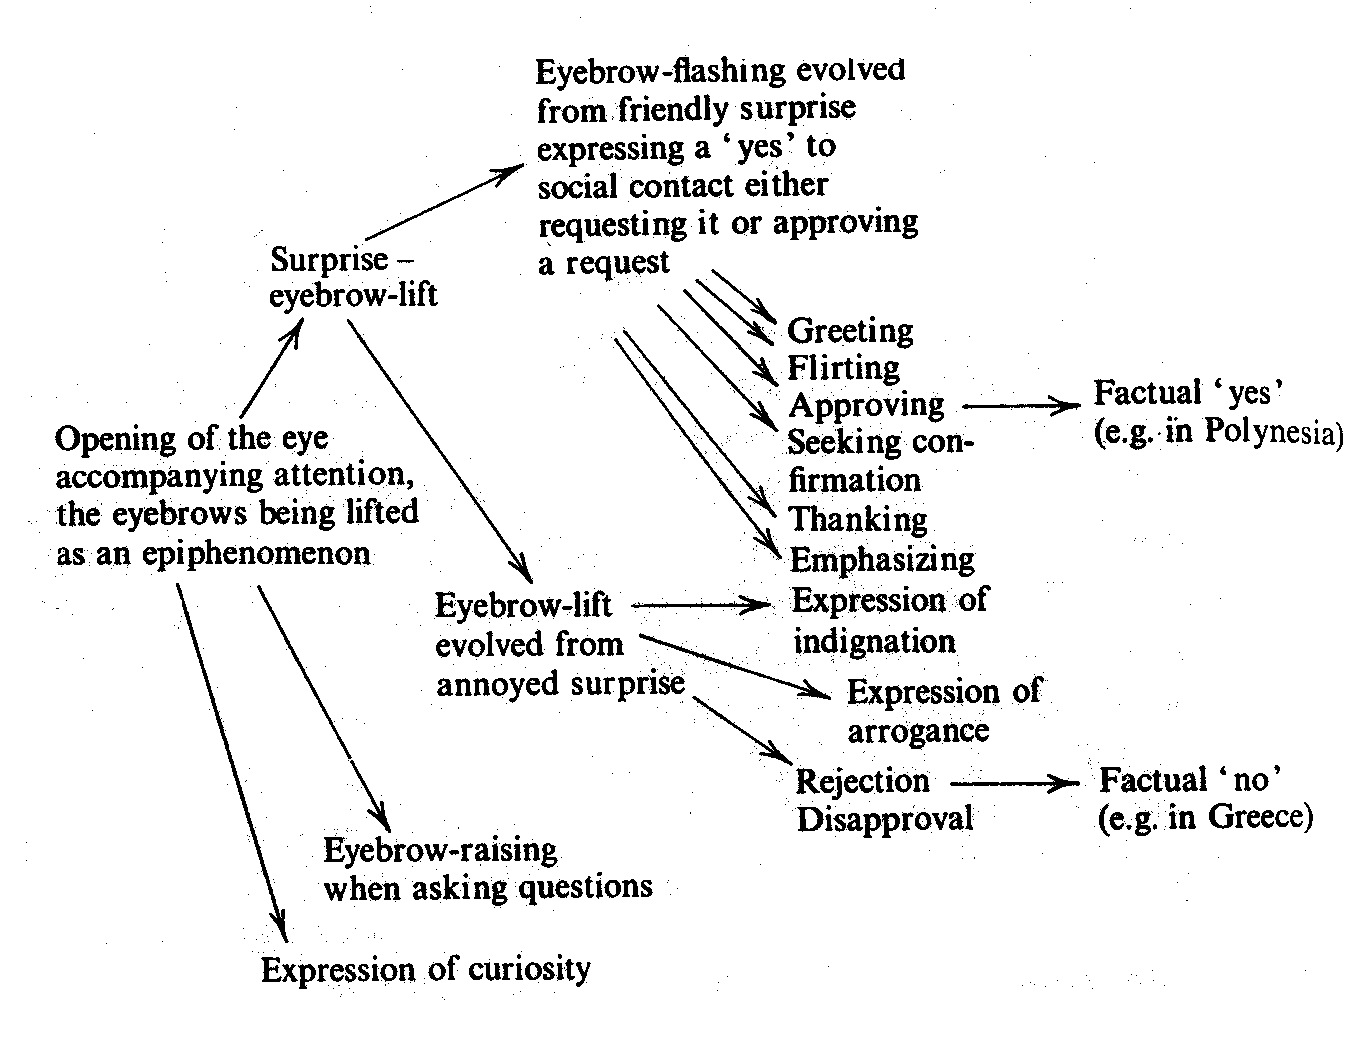 Eyebrow-flashing evolved
from friendly surprise
expressing a ‘yes’ to
social contact either
requesting it or approving
a request
Surprise –
eyebrow-lift
Opening of the eye
accompanying attention,
the eyebrows being lifted
as an epiphenomenon
Greeting
Flirting
Approving
Seeking con-
firmation
Thanking
Emphasizing
Factual ‘yes’
(e.g. in Polynesia)
Eyebrow-lift
evolved from
annoyed surprise
Expression of
indignation
Expression of
arrogance
Rejection
Disapproval
Factual ‘no’
(e.g. in Greece)
Eyebrow-raising
when asking questions
Expression of curiosity